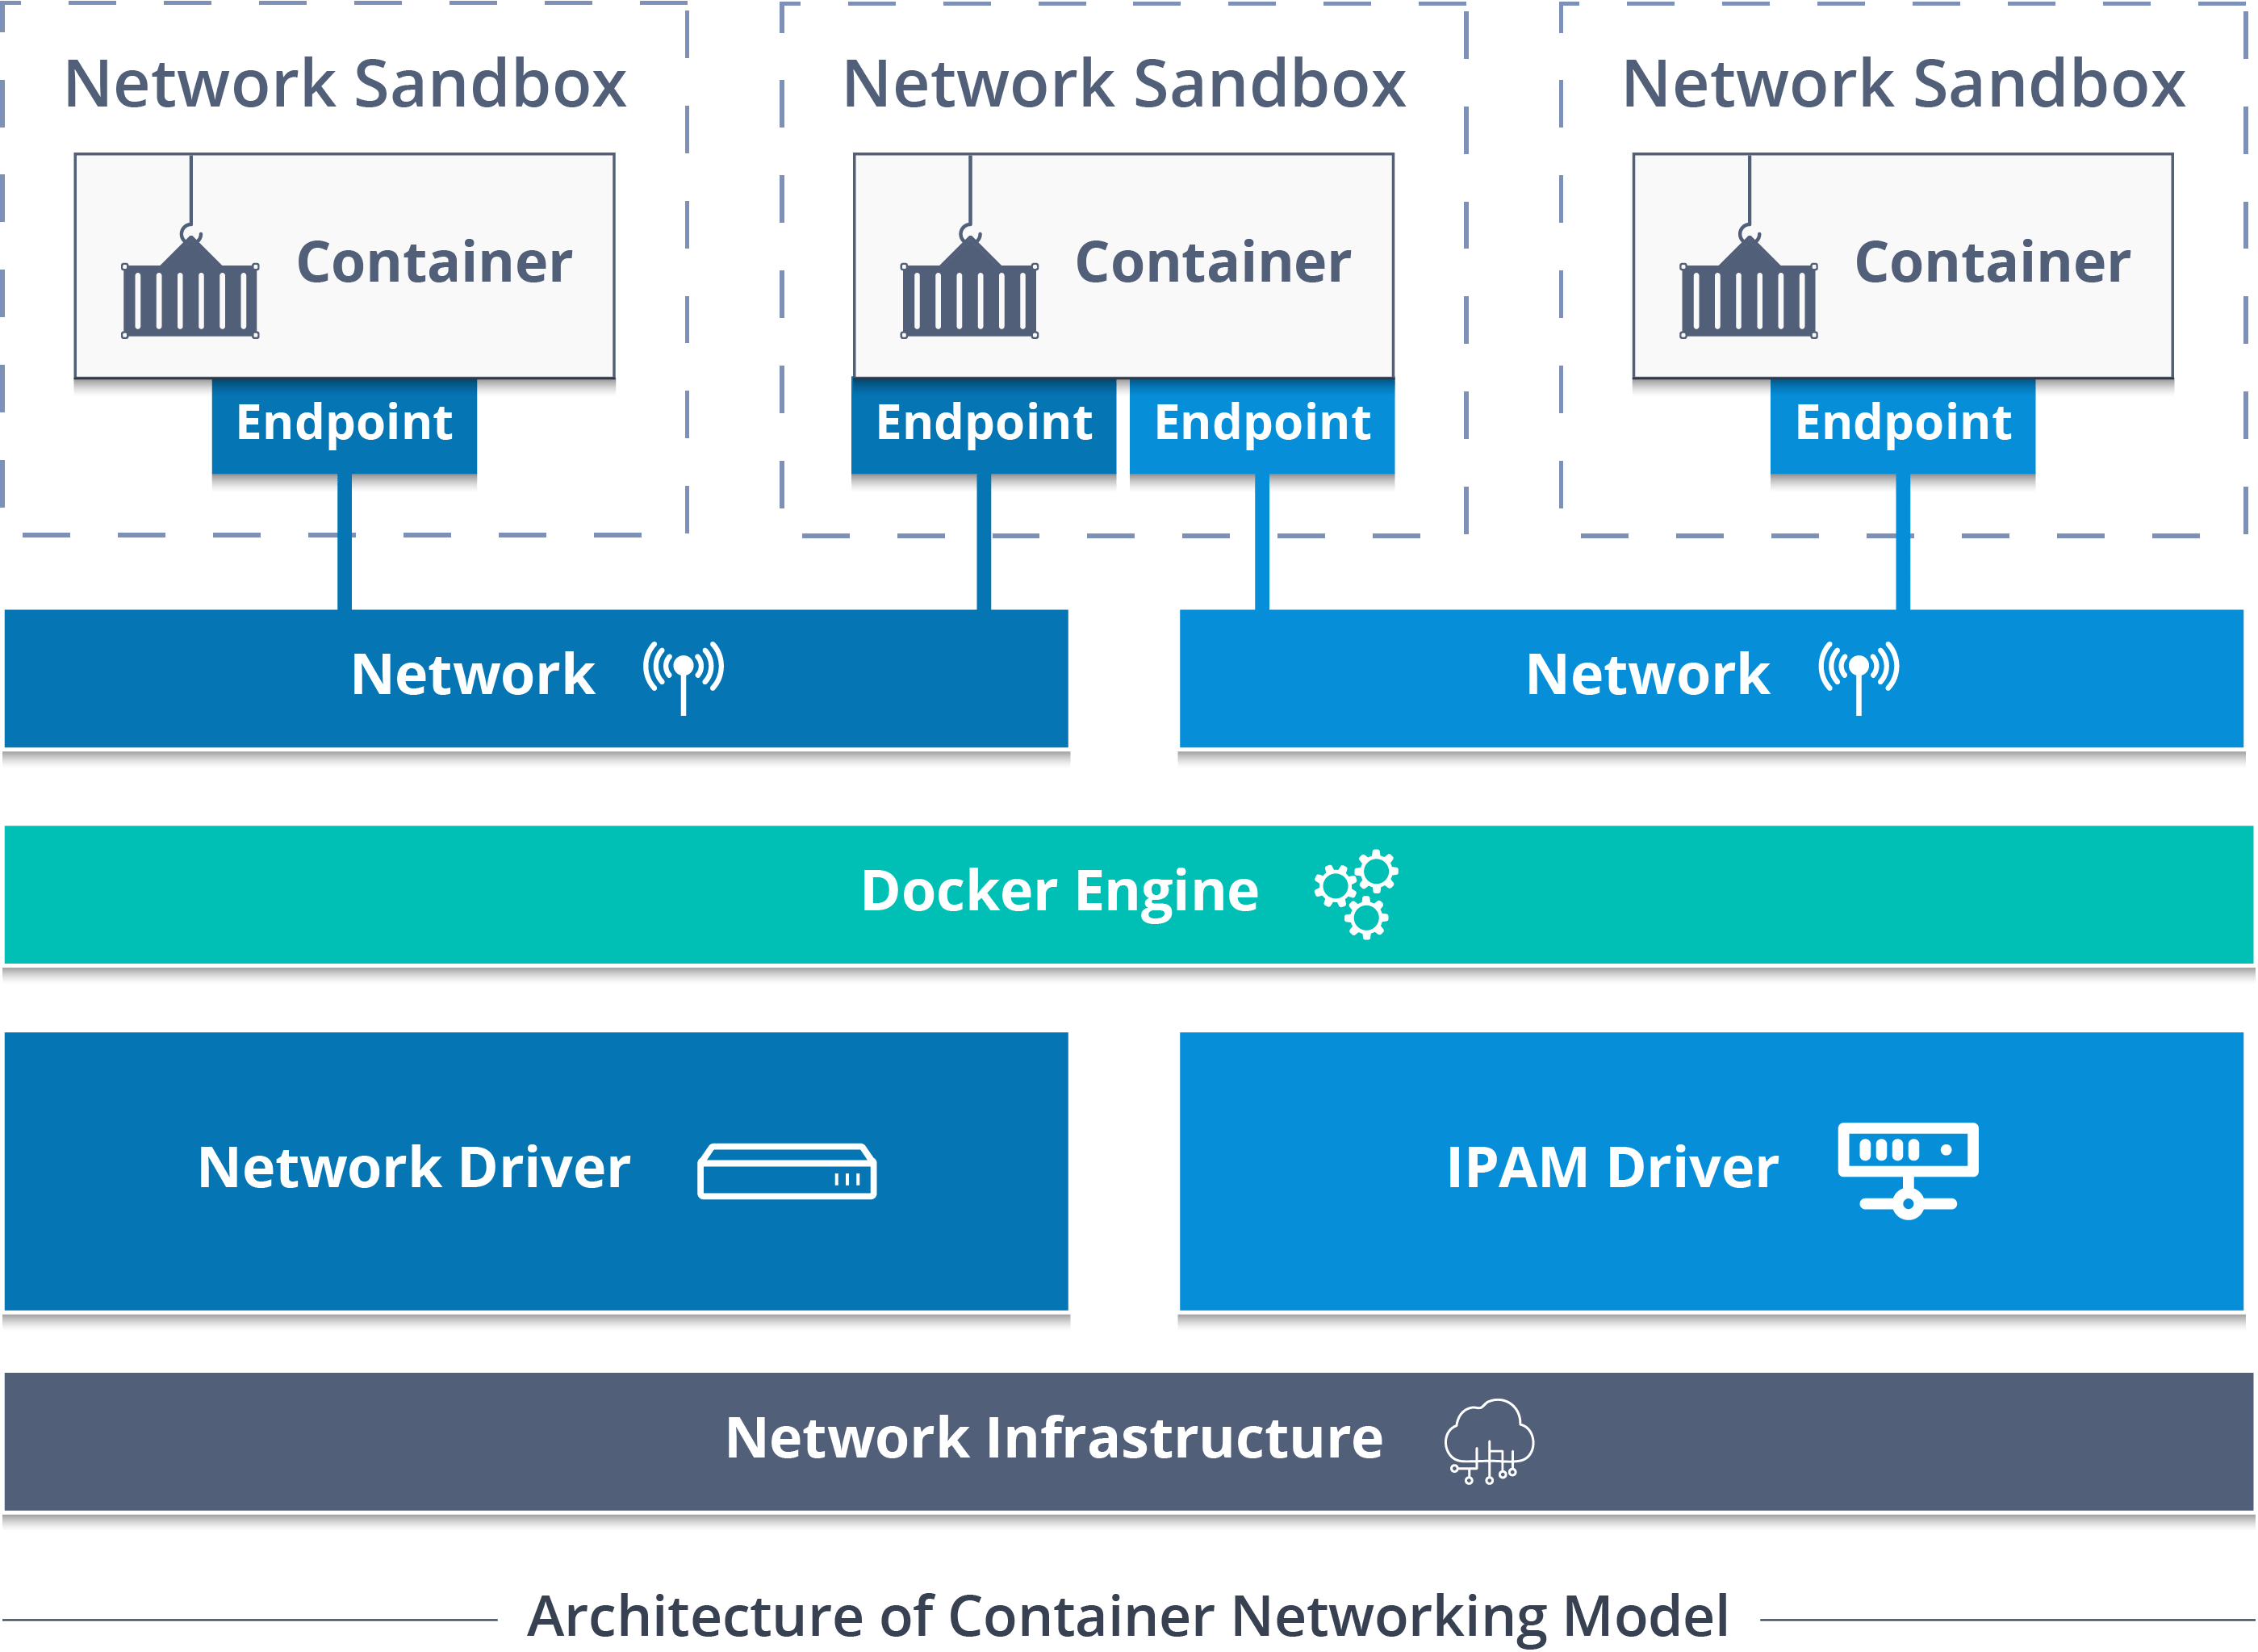 Network Sandbox
Network Sandbox
Network Sandbox
Container
Container
Container
Endpoint
Endpoint
Endpoint
Endpoint
Network
Network
Docker Engine
Network Driver
IPAM Driver
Network Infrastructure
Architecture of Container Networking Model